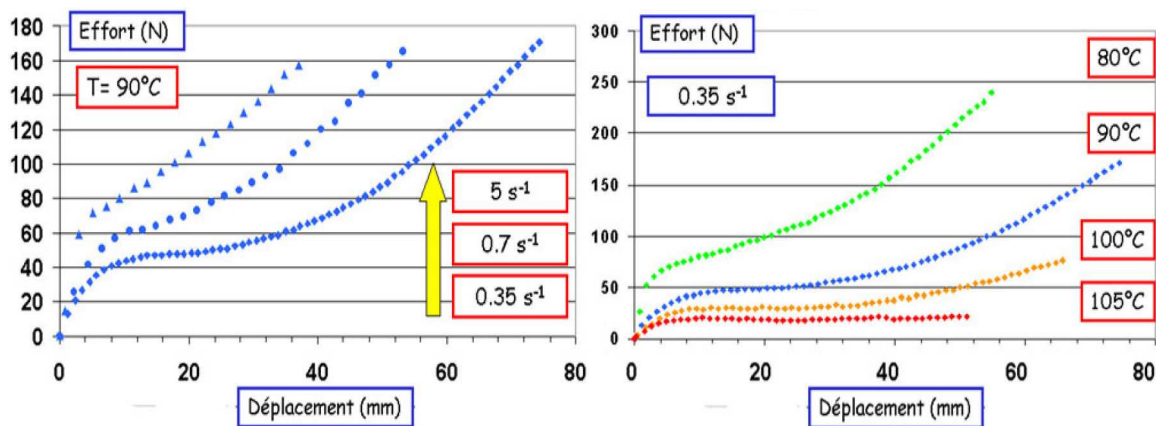 180
160
140
120
100
80
60
40
20
0
Effort (N)
T= 90°C
5 s-1
0.7 s-1
0.35 s-1
0 20 40 60 80
Déplacement (mm)
300
250
200
150
100
50
0
Effort (N)
0.35 s-1
80°C
90°C
100°C
105°C
0 20 40 60 80
Déplacement (mm)